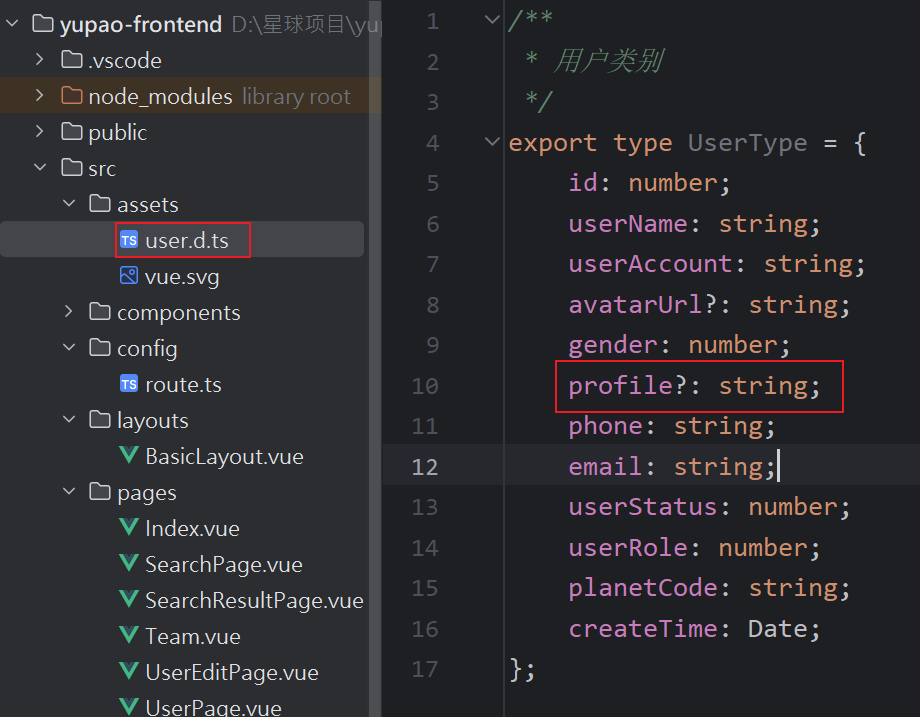 yupao-frontend D:\星球项目\yu
.vscode
node_modules library root
public
src
assets
user.d.ts
vue.svg
components
config
route.ts
layouts
BasicLayout.vue
pages
Index.vue
SearchPage.vue
SearchResultPage.vue
Team.vue
UserEditPage.vue
UserPage.vue
1 /**
2 * 用户类别
3 */
4 export type UserType = {
5 id: number;
6 userName: string;
7 userAccount: string;
8 avatarUrl?: string;
9 gender: number;
10 profile?: string;
11 phone: string;
12 email: string;
13 userStatus: number;
14 userRole: number;
15 planetCode: string;
16 createTime: Date;
17 };